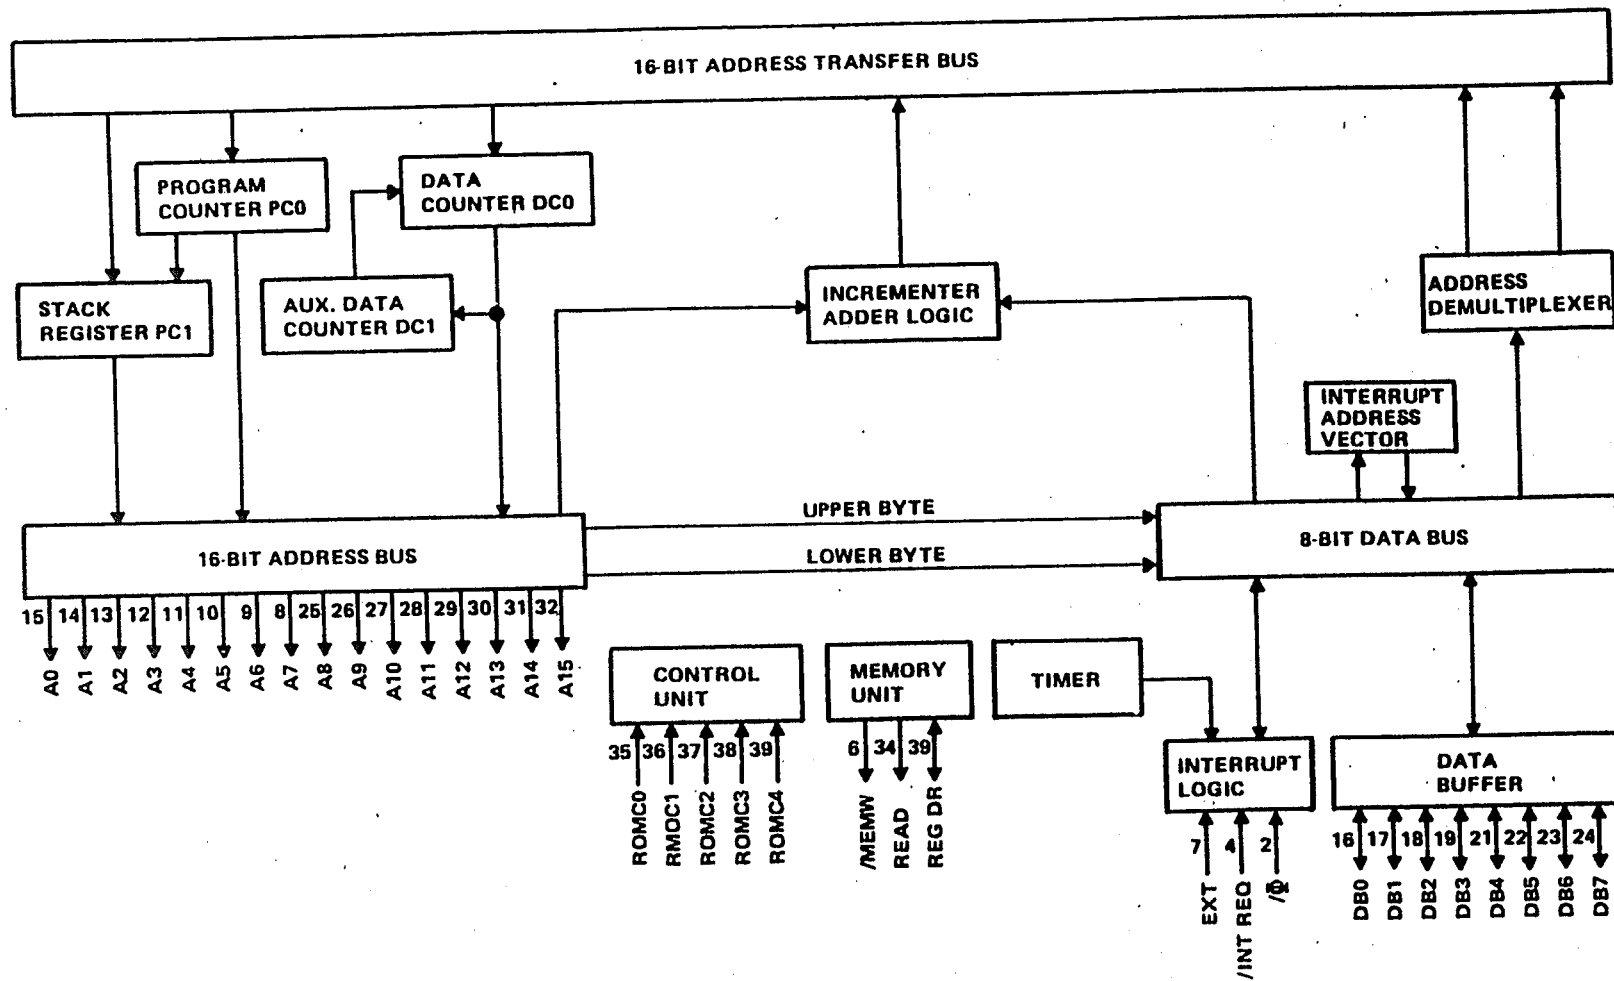 16-BIT ADDRESS TRANSFER BUS
PROGRAM
COUNTER PC0
DATA
COUNTER DC0
STACK
REGISTER PC1
AUX. DATA
COUNTER DC1
INCREMENTER
ADDER LOGIC
ADDRESS
DEMULTIPLEXER
INTERRUPT
ADDRESS
VECTOR
16-BIT ADDRESS BUS
UPPER BYTE
LOWER BYTE
8-BIT DATA BUS
15 14 13 12 11 10 9 8 25 26 27 28 29 30 31 32
A0 A1 A2 A3 A4 A5 A6 A7 A8 A9 A10 A11 A12 A13 A14 A15
CONTROL
UNIT
35 36 37 38 39
ROMC0
RMOC1
ROMC2
ROMC3
ROMC4
MEMORY
UNIT
6 34 39
/MEMW
READ
REG DR
TIMER
INTERRUPT
LOGIC
7 4 2
EXT
/INT REQ
/Φ
DATA
BUFFER
16 17 18 19 21 22 23 24
DB0 DB1 DB2 DB3 DB4 DB5 DB6 DB7